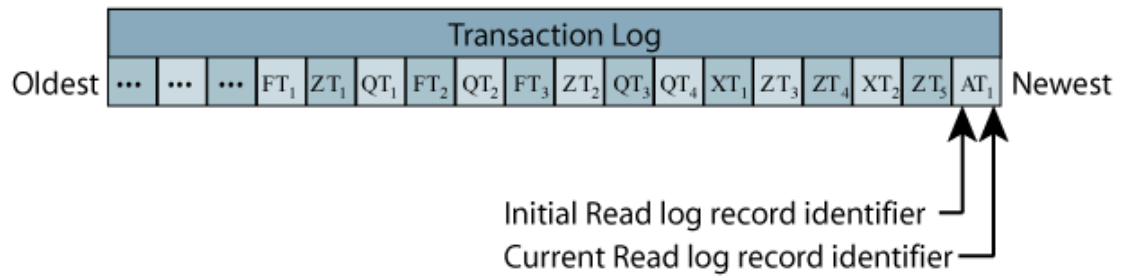 Transaction Log
Oldest ... ... ... FT₁ ZT₁ QT₁ FT₂ QT₂ FT₃ ZT₂ QT₃ QT₄ XT₁ ZT₃ ZT₄ XT₂ ZT₅ AT₁ Newest
Initial Read log record identifier
Current Read log record identifier